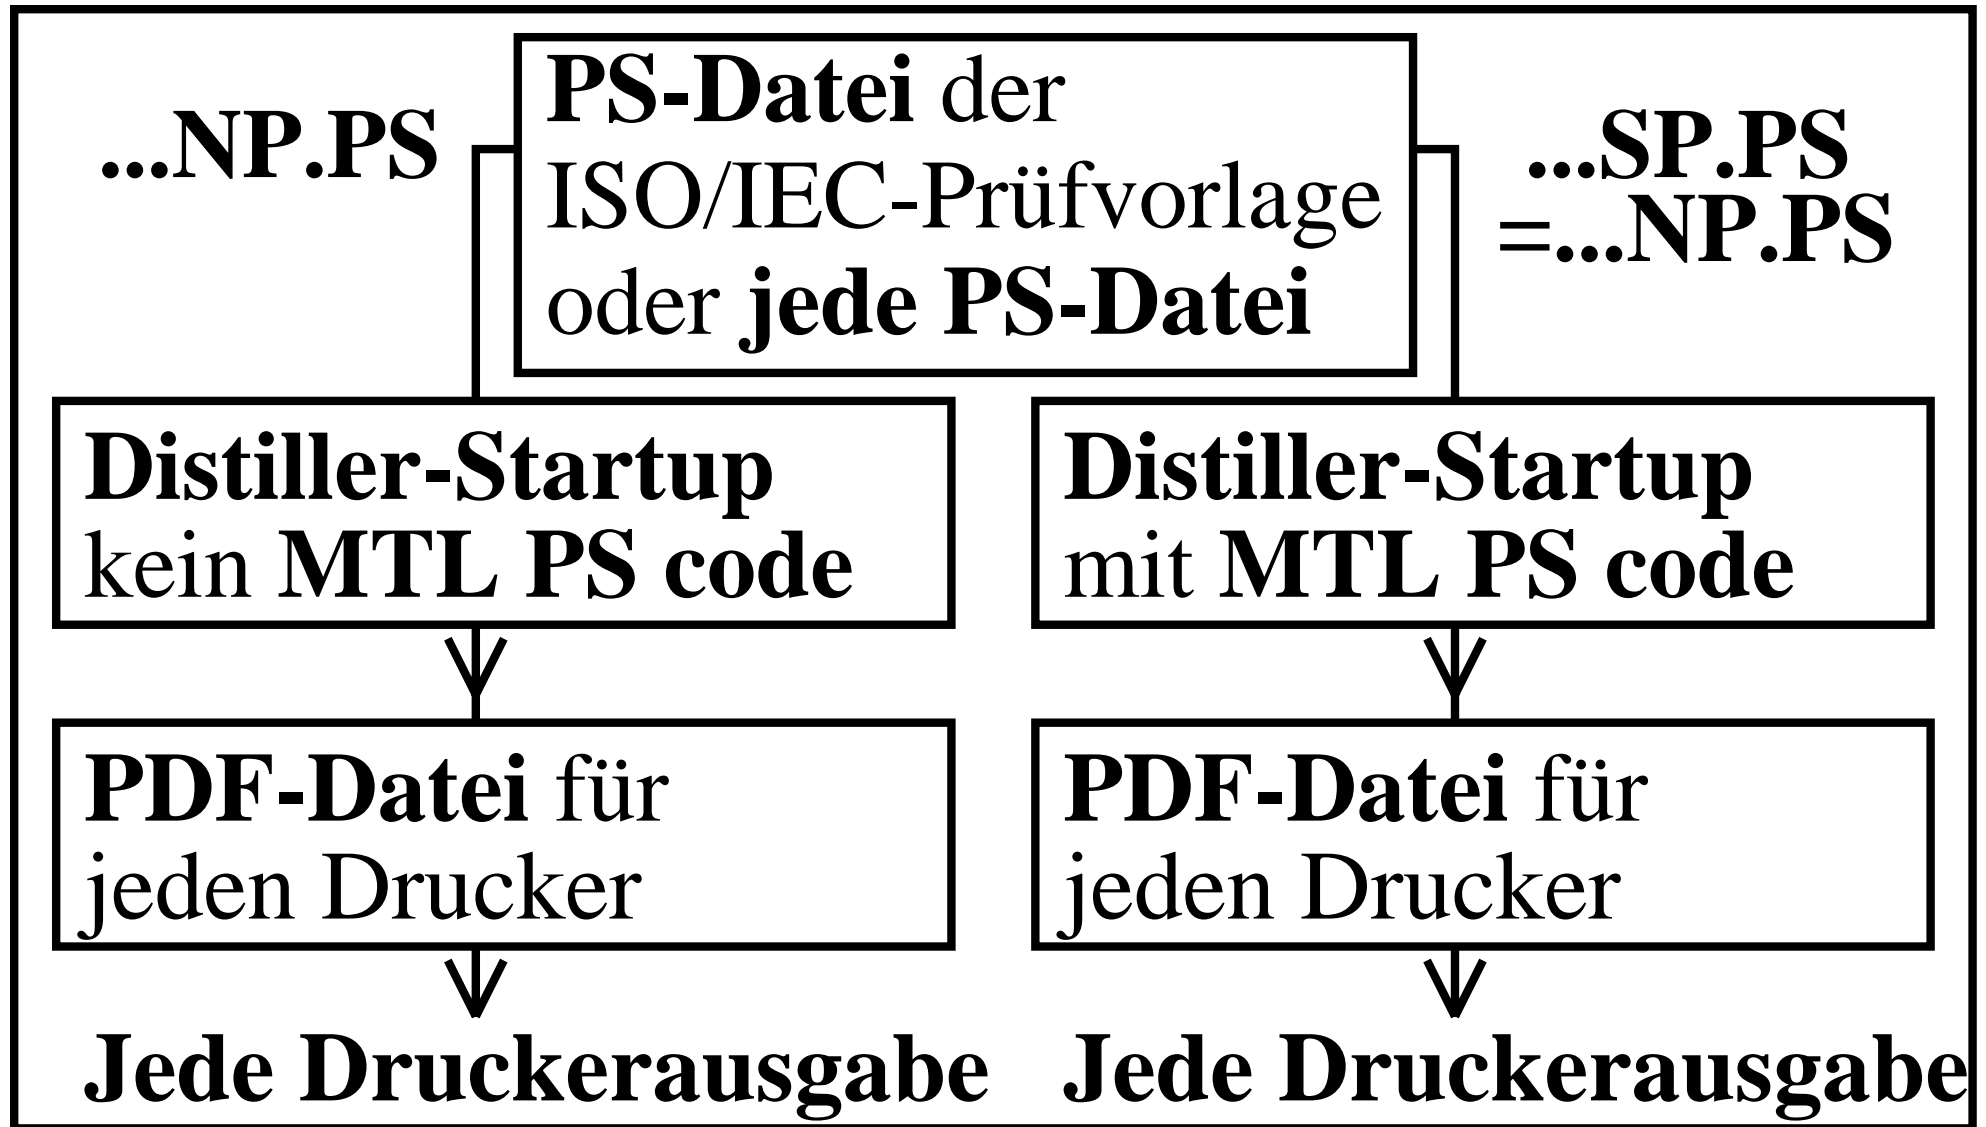 ...NP.PS
PS-Datei der
ISO/IEC-Prüfvorlage
oder jede PS-Datei
...SP.PS
=...NP.PS
Distiller-Startup
kein MTL PS code
Distiller-Startup
mit MTL PS code
PDF-Datei für
jeden Drucker
PDF-Datei für
jeden Drucker
Jede Druckerausgabe
Jede Druckerausgabe